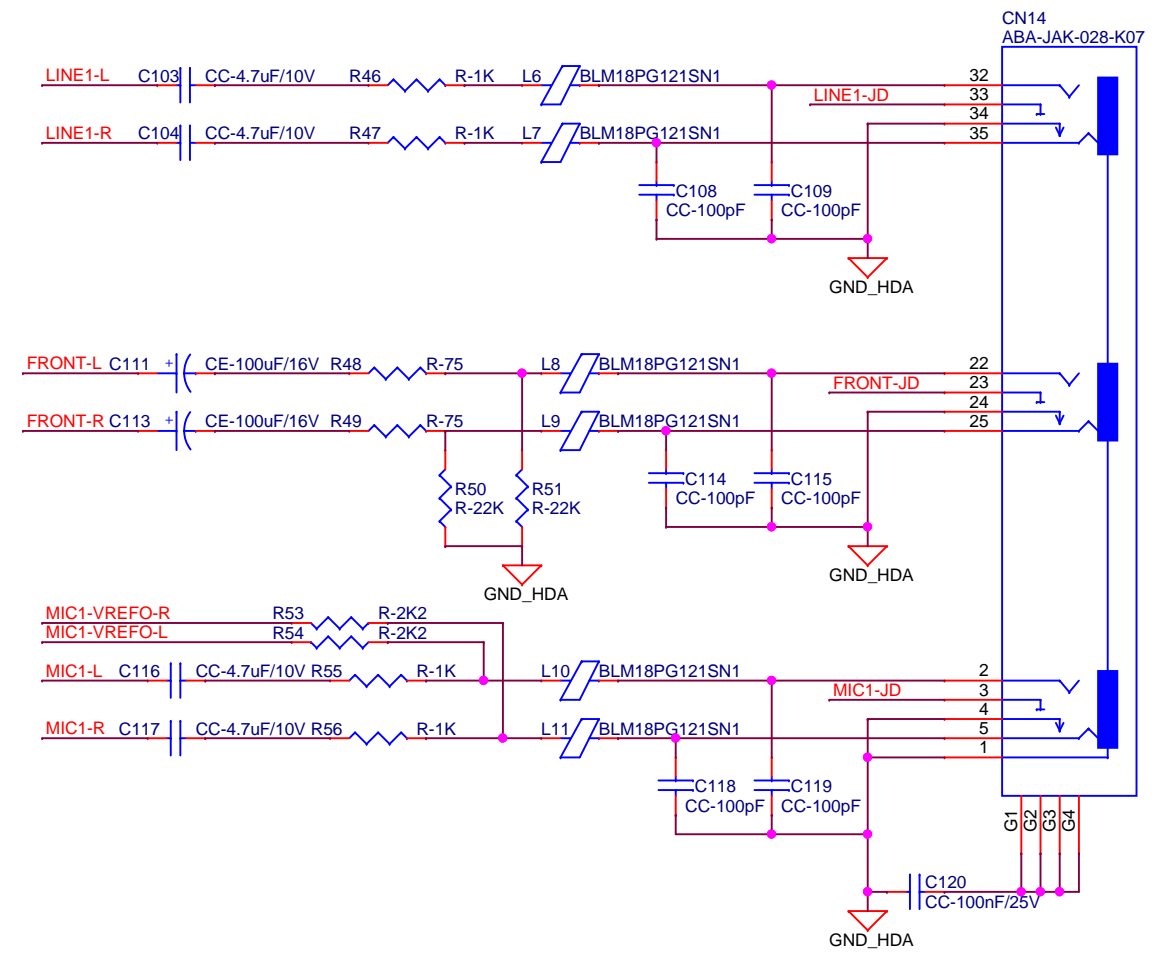 CN14
ABA-JAK-028-K07
LINE1-L C103 CC-4.7uF/10V R46 R-1K L6 BLM18PG121SN1 32
LINE1-JD 33
34
LINE1-R C104 CC-4.7uF/10V R47 R-1K L7 BLM18PG121SN1 35
C108 C109
CC-100pF CC-100pF
GND_HDA
FRONT-L C111 + CE-100uF/16V R48 R-75 L8 BLM18PG121SN1 22
FRONT-JD 23
24
FRONT-R C113 + CE-100uF/16V R49 R-75 L9 BLM18PG121SN1 25
R50 R51 C114 C115
R-22K R-22K CC-100pF CC-100pF
GND_HDA
GND_HDA
MIC1-VREFO-R R53 R-2K2
MIC1-VREFO-L R54 R-2K2
MIC1-L C116 CC-4.7uF/10V R55 R-1K L10 BLM18PG121SN1 2
MIC1-JD 3
4
MIC1-R C117 CC-4.7uF/10V R56 R-1K L11 BLM18PG121SN1 5
1
C118 C119
CC-100pF CC-100pF
G1 G2 G3 G4
C120
CC-100nF/25V
GND_HDA